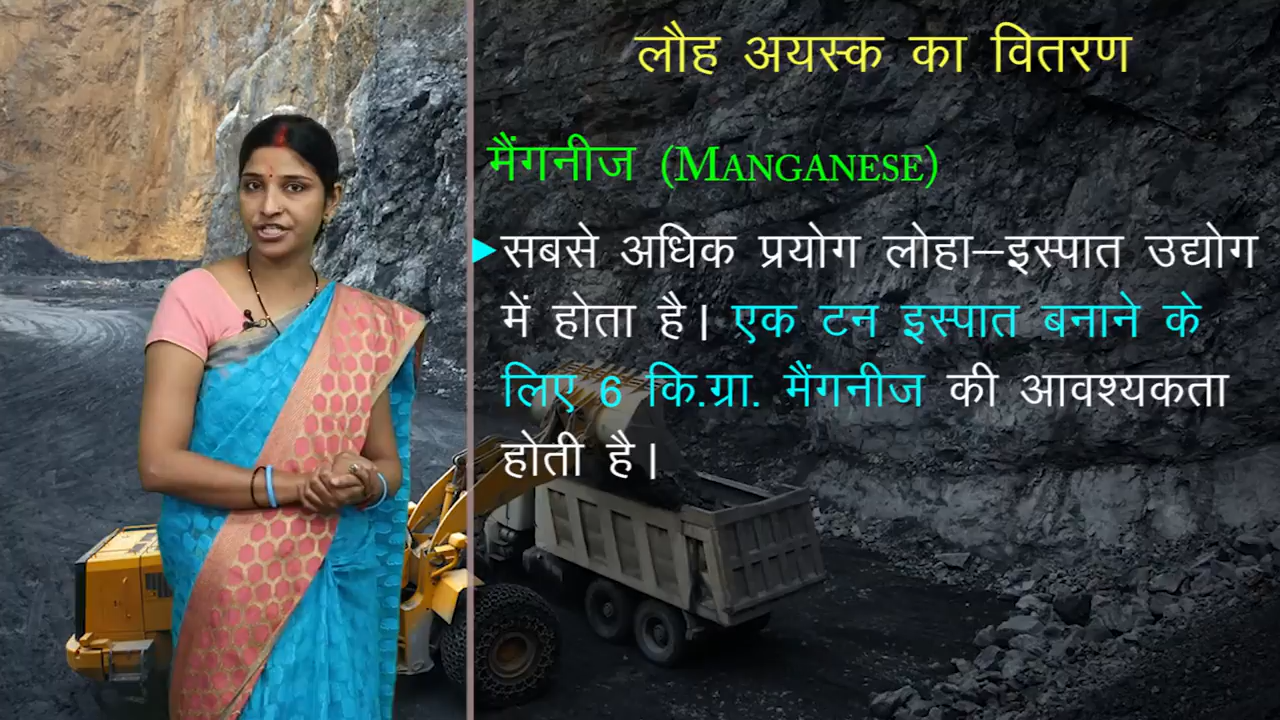 लौह अयस्क का वितरण
मैंगनीज (MANGANESE)
सबसे अधिक प्रयोग लोहा–इस्पात उद्योग
में होता है। एक टन इस्पात बनाने के
लिए 6 कि.ग्रा. मैंगनीज की आवश्यकता
होती है।